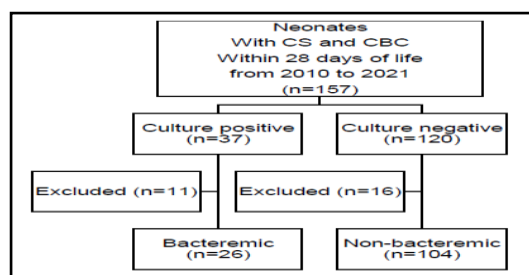 Neonates
With CS and CBC
Within 28 days of life
from 2010 to 2021
(n=157)
Culture positive
(n=37)
Culture negative
(n=120)
Excluded (n=11)
Excluded (n=16)
Bacteremic
(n=26)
Non-bacteremic
(n=104)